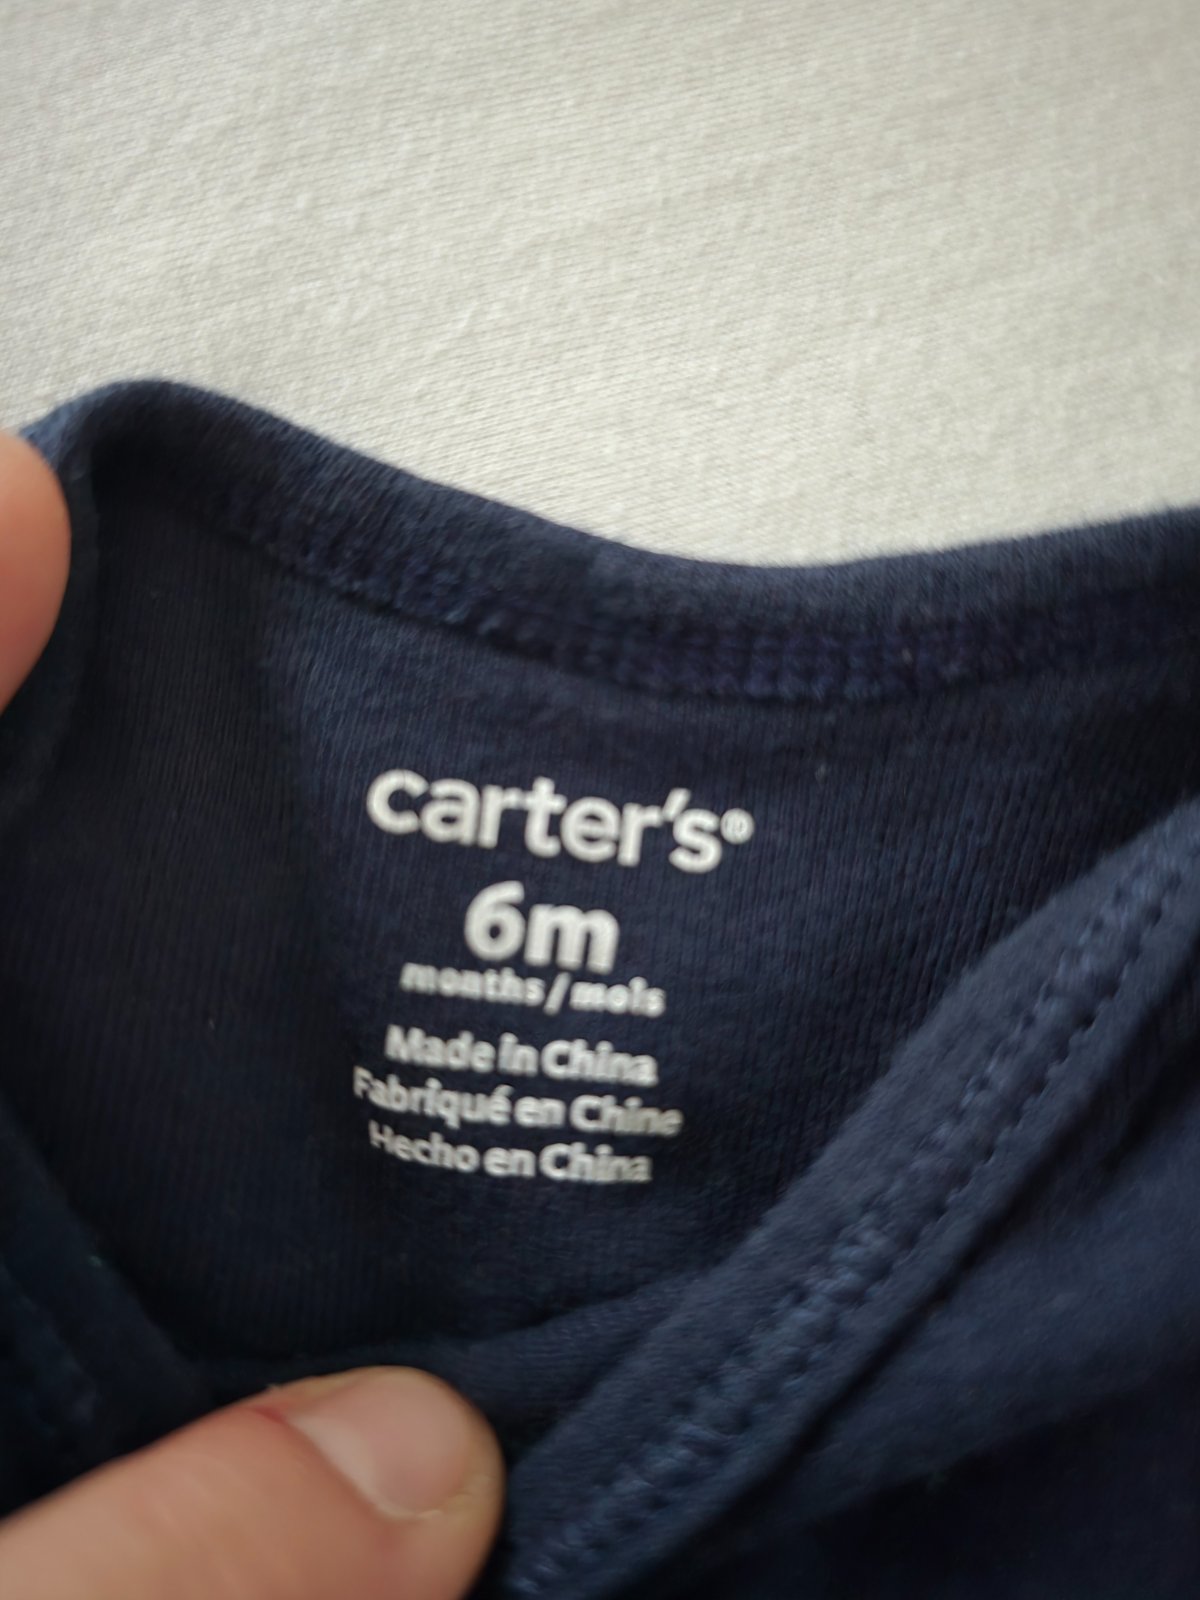 carter's®
6m
months/mois
Made in China
Fabriqué en Chine
Hecho en China